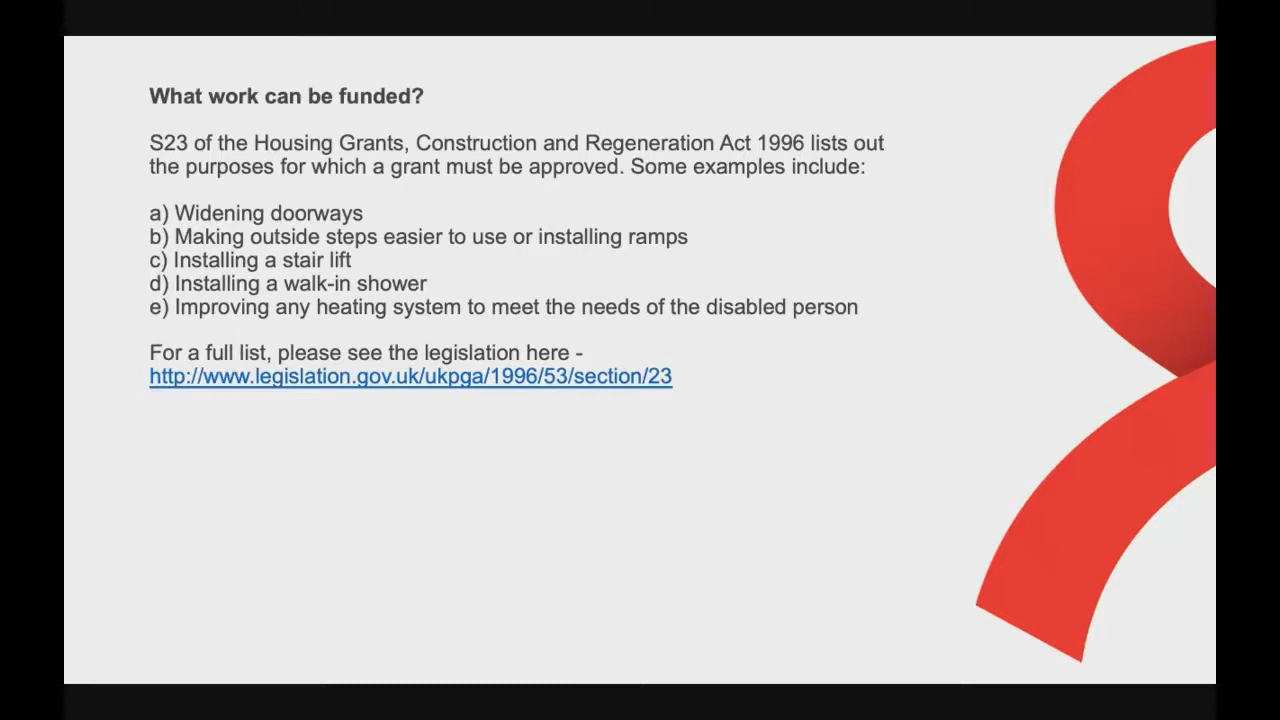 What work can be funded?
S23 of the Housing Grants, Construction and Regeneration Act 1996 lists out
the purposes for which a grant must be approved. Some examples include:
a) Widening doorways
b) Making outside steps easier to use or installing ramps
c) Installing a stair lift
d) Installing a walk-in shower
e) Improving any heating system to meet the needs of the disabled person
For a full list, please see the legislation here -
http://www.legislation.gov.uk/ukpga/1996/53/section/23